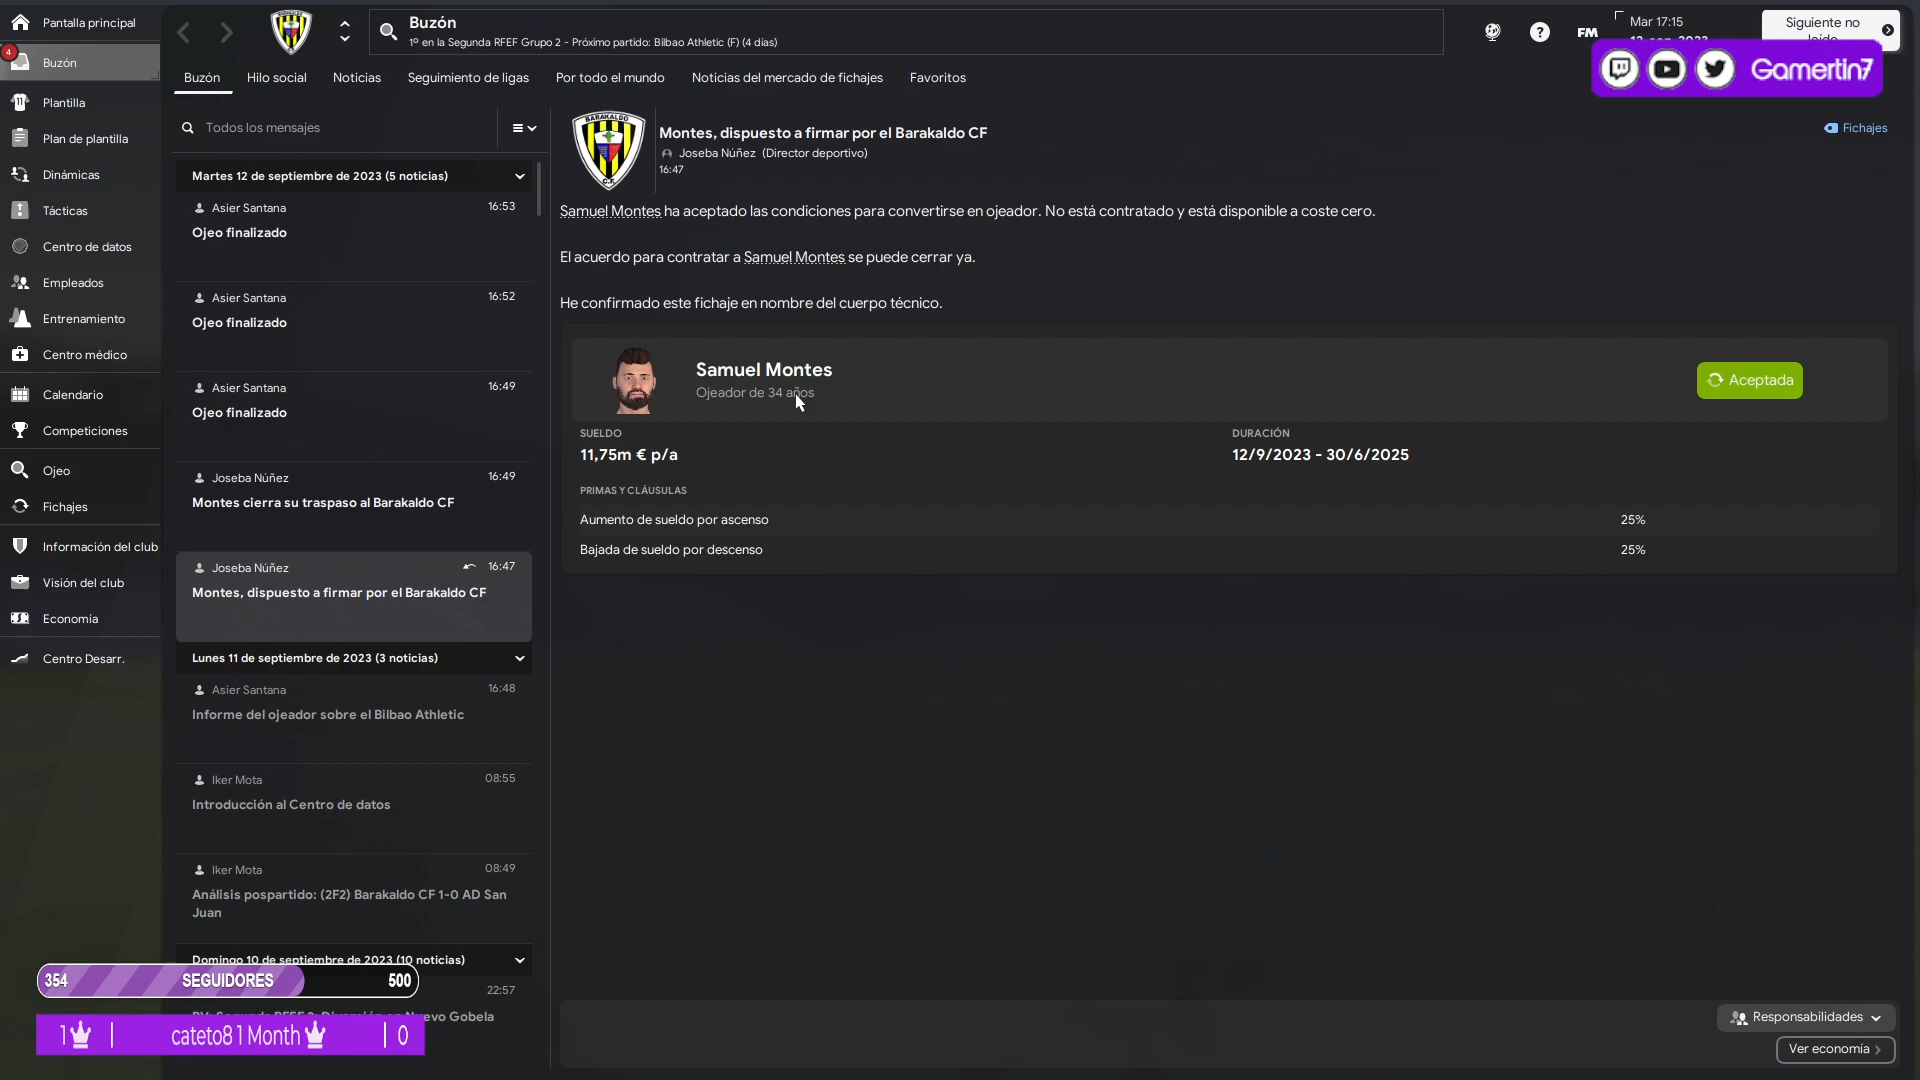 Pantalla principal
4
Buzón
Plantilla
Plan de plantilla
Dinámicas
Tácticas
Centro de datos
Empleados
Entrenamiento
Centro médico
Calendario
Competiciones
Ojeo
Fichajes
Información del club
Visión del club
Economía
Centro Desarr.
Buzón
1º en la Segunda RFEF Grupo 2 - Próximo partido: Bilbao Athletic (F) (4 días)
?
FM
Mar 17:15
Siguiente no
Gamertin7
Buzón
Hilo social
Noticias
Seguimiento de ligas
Por todo el mundo
Noticias del mercado de fichajes
Favoritos
Todos los mensajes
Martes 12 de septiembre de 2023 (5 noticias)
Asier Santana 16:53
Ojeo finalizado
Asier Santana 16:52
Ojeo finalizado
Asier Santana 16:49
Ojeo finalizado
Joseba Núñez 16:49
Montes cierra su traspaso al Barakaldo CF
Joseba Núñez 16:47
Montes, dispuesto a firmar por el Barakaldo CF
Lunes 11 de septiembre de 2023 (3 noticias)
Asier Santana 16:48
Informe del ojeador sobre el Bilbao Athletic
Iker Mota 08:55
Introducción al Centro de datos
Iker Mota 08:49
Análisis pospartido: (2F2) Barakaldo CF 1-0 AD San
Juan
Domingo 10 de septiembre de 2023 (10 noticias)
22:57
354 SEGUIDORES 500
1 cateto8 1 Month 0
BARAKALDO
Montes, dispuesto a firmar por el Barakaldo CF
Joseba Núñez (Director deportivo)
16:47
Fichajes
Samuel Montes ha aceptado las condiciones para convertirse en ojeador. No está contratado y está disponible a coste cero.
El acuerdo para contratar a Samuel Montes se puede cerrar ya.
He confirmado este fichaje en nombre del cuerpo técnico.
Samuel Montes
Ojeador de 34 años
Aceptada
SUELDO
11,75m € p/a
DURACIÓN
12/9/2023 - 30/6/2025
PRIMAS Y CLÁUSULAS
Aumento de sueldo por ascenso 25%
Bajada de sueldo por descenso 25%
Responsabilidades
Ver economía